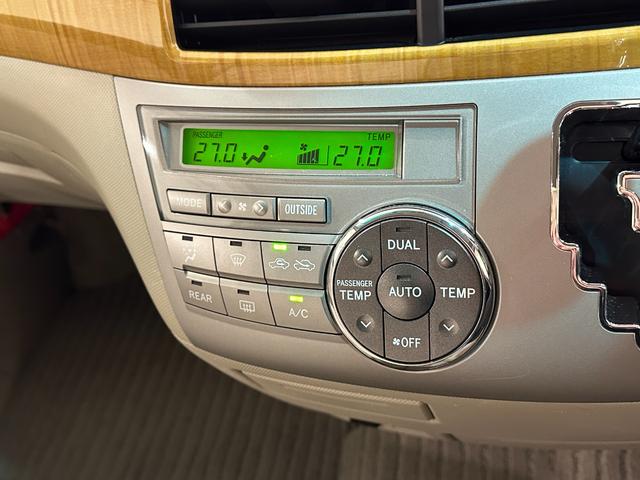 PASSENGER TEMP
27.0 27.0
MODE OUTSIDE
DUAL
PASSENGER
TEMP AUTO TEMP
REAR A/C
OFF